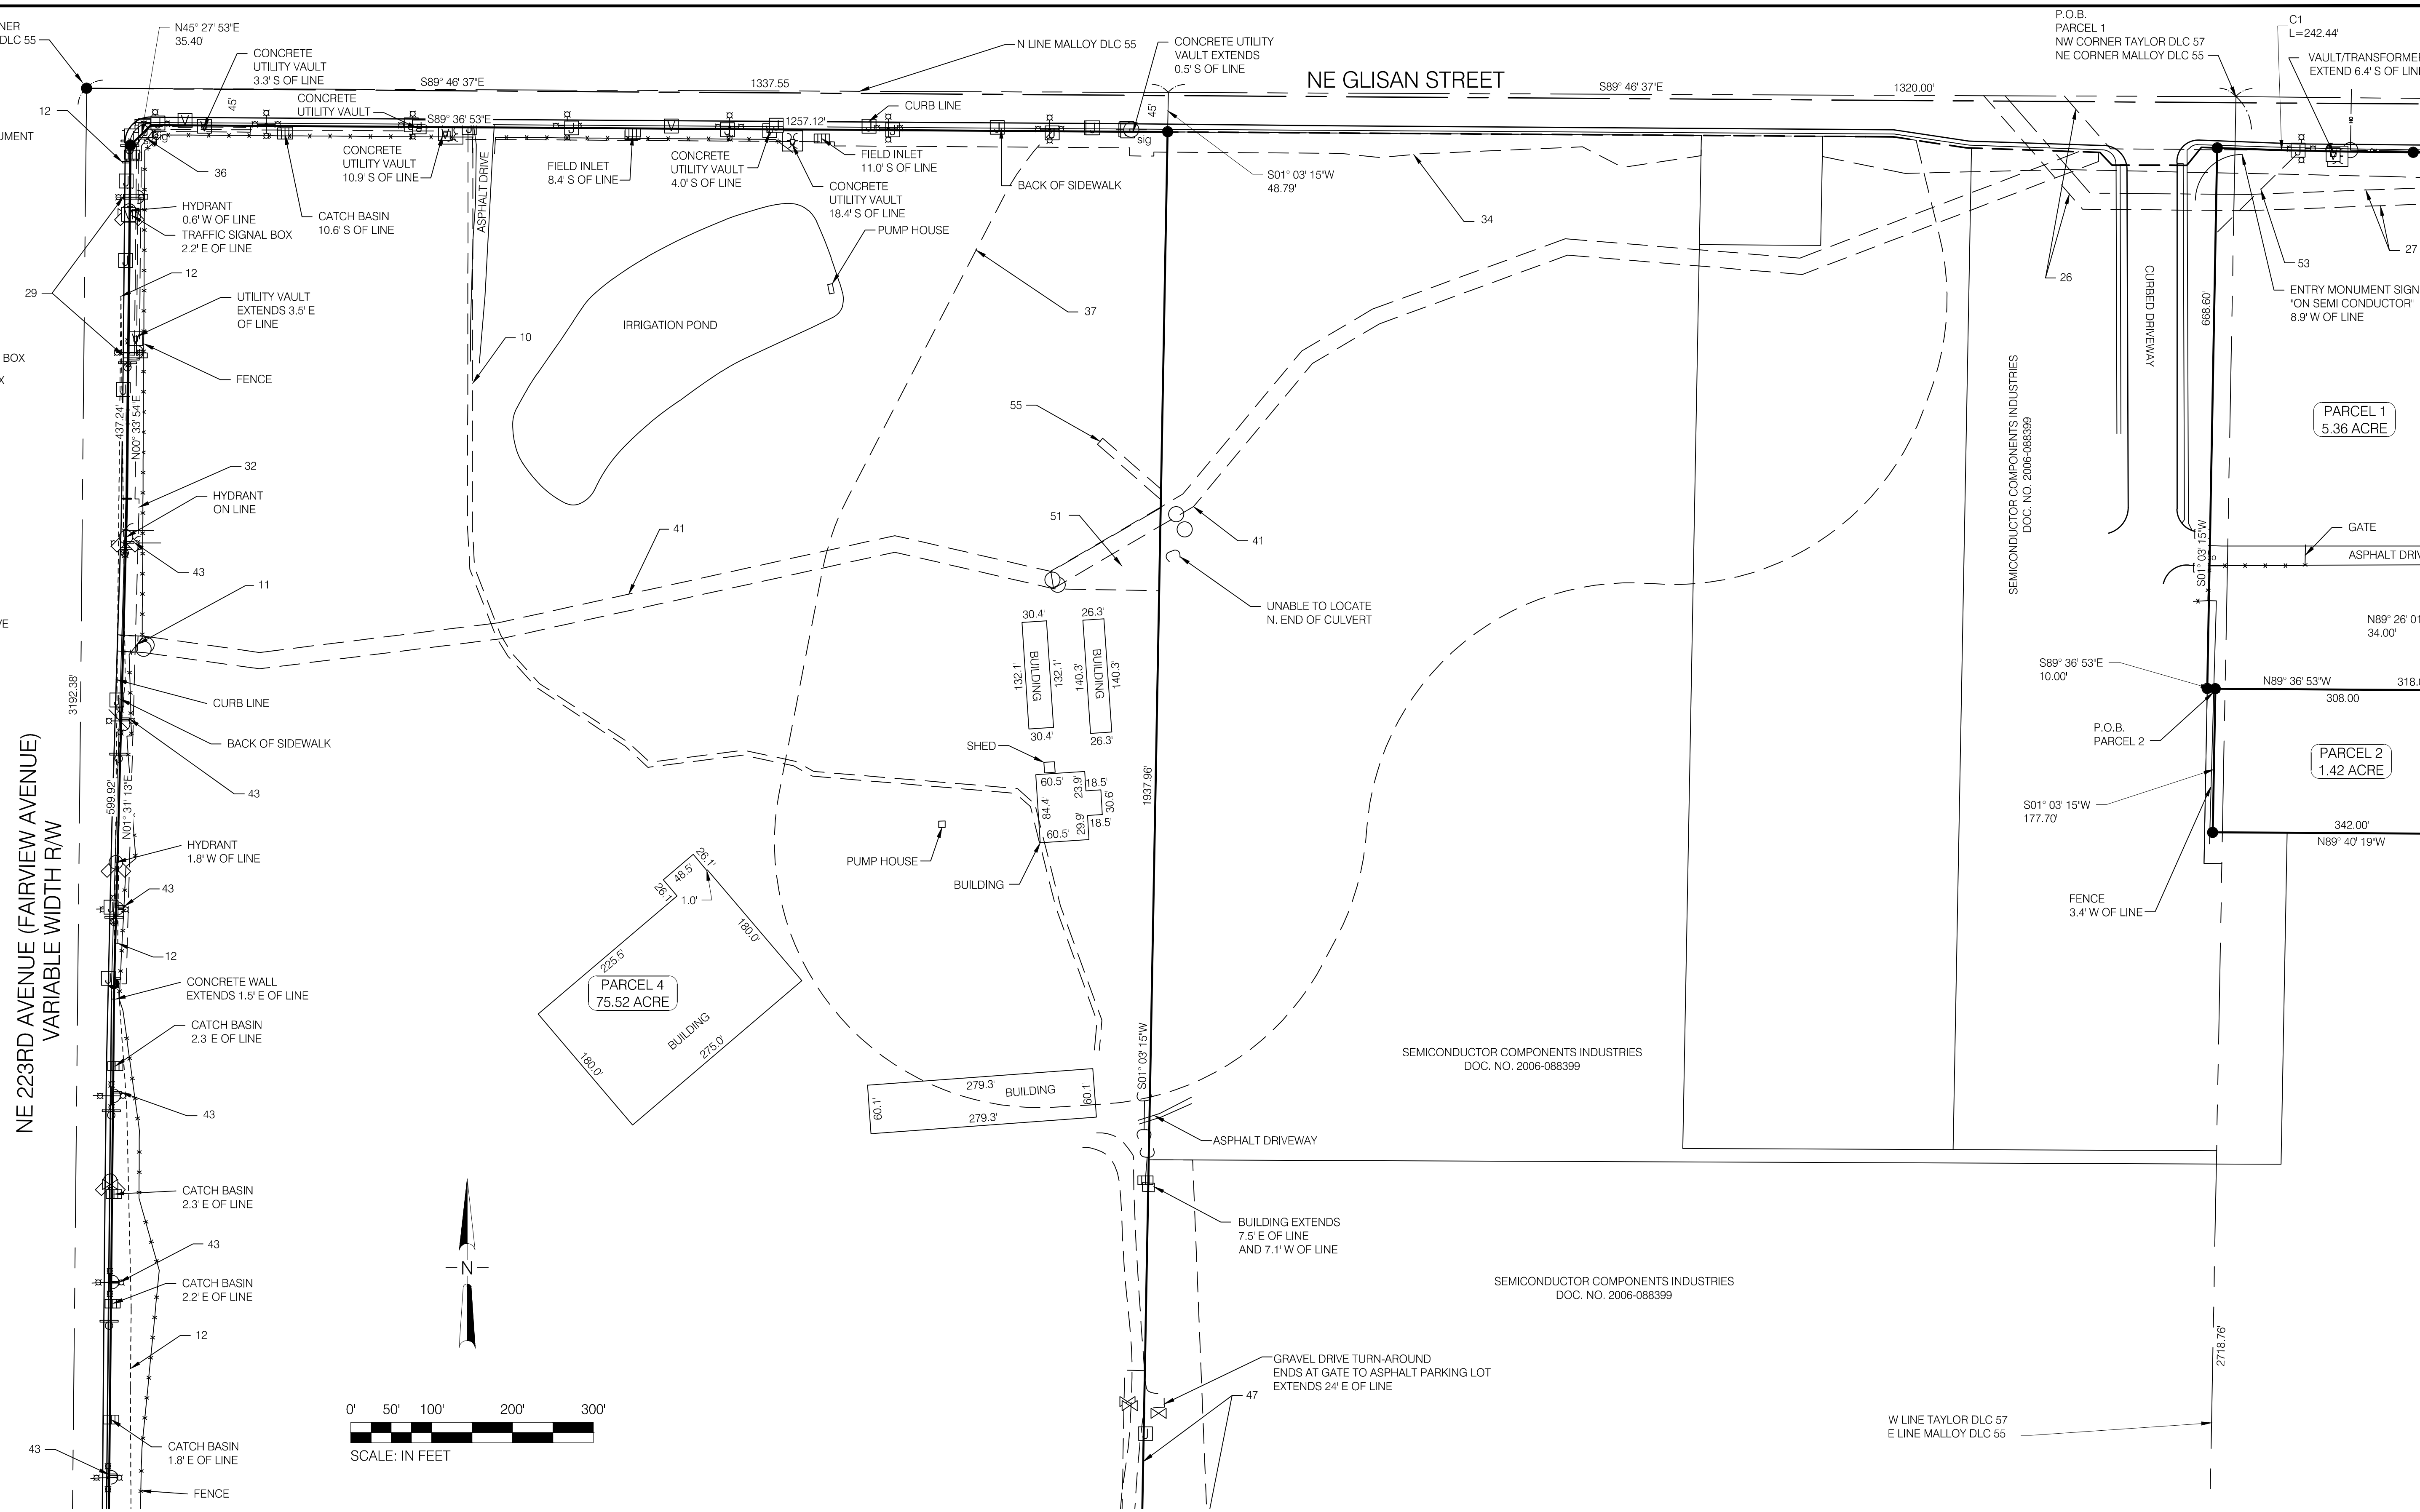 NER
DLC 55
N45° 27' 53"E
35.40'
CONCRETE
UTILITY VAULT
3.3' S OF LINE
S89° 46' 37"E
1337.55'
N LINE MALLOY DLC 55
CONCRETE UTILITY
VAULT EXTENDS
0.5' S OF LINE
NE GLISAN STREET
S89° 46' 37"E
1320.00'
P.O.B.
PARCEL 1
NW CORNER TAYLOR DLC 57
NE CORNER MALLOY DLC 55
C1
L=242.44'
VAULT/TRANSFORMER
EXTEND 6.4' S OF LINE
12
45'
CONCRETE
UTILITY VAULT
S89° 36' 53"E
1257.12'
CURB LINE
45'
sig
UMENT
36
CONCRETE
UTILITY VAULT
10.9' S OF LINE
ASPHALT DRIVE
FIELD INLET
8.4' S OF LINE
CONCRETE
UTILITY VAULT
4.0' S OF LINE
FIELD INLET
11.0' S OF LINE
CONCRETE
UTILITY VAULT
18.4' S OF LINE
BACK OF SIDEWALK
S01° 03' 15"W
48.79'
34
HYDRANT
0.6' W OF LINE
TRAFFIC SIGNAL BOX
2.2' E OF LINE
CATCH BASIN
10.6' S OF LINE
PUMP HOUSE
12
29
UTILITY VAULT
EXTENDS 3.5' E
OF LINE
IRRIGATION POND
37
10
26
26
27
53
ENTRY MONUMENT SIGN
"ON SEMI CONDUCTOR"
8.9' W OF LINE
CURBED DRIVEWAY
668.60'
BOX
X
FENCE
437.24'
N00° 33' 54"E
55
SEMICONDUCTOR COMPONENTS INDUSTRIES
DOC. NO. 2006-088399
PARCEL 1
5.36 ACRE
32
HYDRANT
ON LINE
41
51
41
GATE
ASPHALT DRIV
S01° 03' 15"W
43
11
UNABLE TO LOCATE
N. END OF CULVERT
VE
30.4'
26.3'
132.1'
BUILDING
132.1'
140.3'
BUILDING
140.3'
30.4'
26.3'
N89° 26' 01
34.00'
S89° 36' 53"E
10.00'
N89° 36' 53"W
318.
308.00'
3192.38'
CURB LINE
BACK OF SIDEWALK
43
P.O.B.
PARCEL 2
PARCEL 2
1.42 ACRE
SHED
60.5'
23.9'
18.5'
84.4'
30.6'
60.5'
29.9'
18.5'
1937.96'
599.92'
N01° 31' 13"E
NE 223RD AVENUE (FAIRVIEW AVENUE)
VARIABLE WIDTH R/W
S01° 03' 15"W
177.70'
342.00'
N89° 40' 19"W
HYDRANT
1.8' W OF LINE
PUMP HOUSE
BUILDING
26.1'
48.5'
26.1'
1.0'
180.0'
225.5'
43
FENCE
3.4' W OF LINE
12
CONCRETE WALL
EXTENDS 1.5' E OF LINE
PARCEL 4
75.52 ACRE
BUILDING
275.0'
180.0'
CATCH BASIN
2.3' E OF LINE
S01° 03' 15"W
SEMICONDUCTOR COMPONENTS INDUSTRIES
DOC. NO. 2006-088399
279.3'
BUILDING
60.1'
60.1'
279.3'
43
ASPHALT DRIVEWAY
CATCH BASIN
2.3' E OF LINE
43
N
BUILDING EXTENDS
7.5' E OF LINE
AND 7.1' W OF LINE
CATCH BASIN
2.2' E OF LINE
SEMICONDUCTOR COMPONENTS INDUSTRIES
DOC. NO. 2006-088399
12
2718.76'
GRAVEL DRIVE TURN-AROUND
ENDS AT GATE TO ASPHALT PARKING LOT
EXTENDS 24' E OF LINE
47
0' 50' 100' 200' 300'
SCALE: IN FEET
W LINE TAYLOR DLC 57
E LINE MALLOY DLC 55
43
CATCH BASIN
1.8' E OF LINE
FENCE